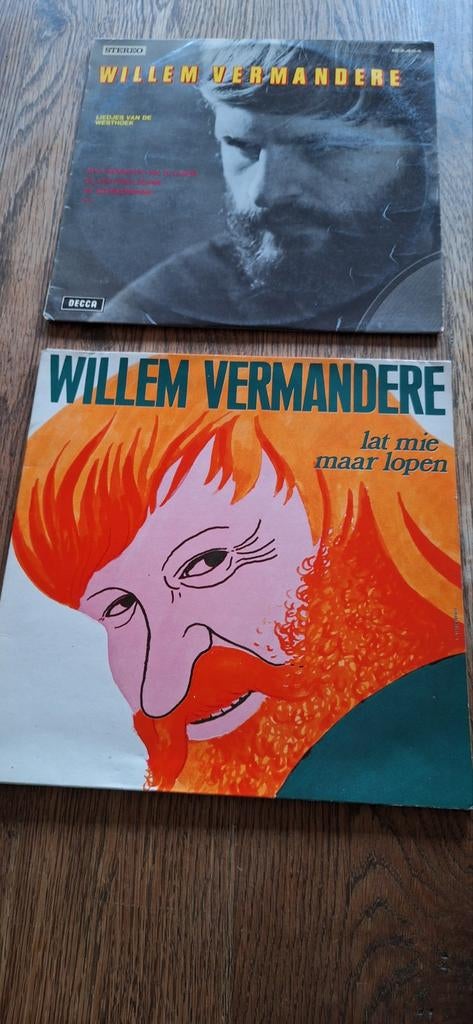 STEREO
WILLEM VERMANDERE
LIEDJES VAN DE
WESTHOEK
DECCA
WILLEM VERMANDERE
lat mie
maar lopen